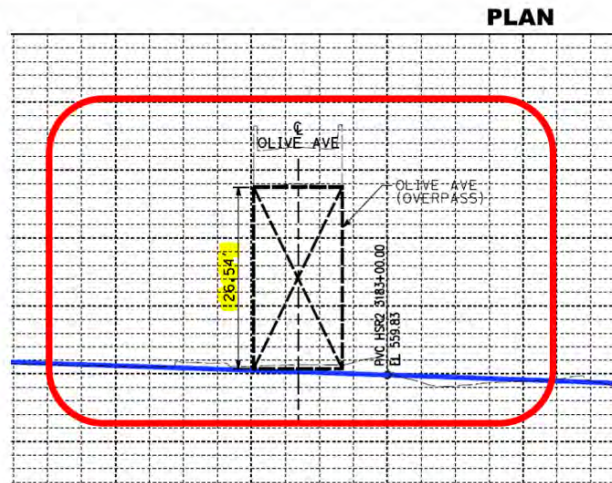 PLAN
℄
OLIVE AVE
OLIVE AVE
(OVERPASS)
26.54'
PVC HSR2 3183+00.00
EL 559.83